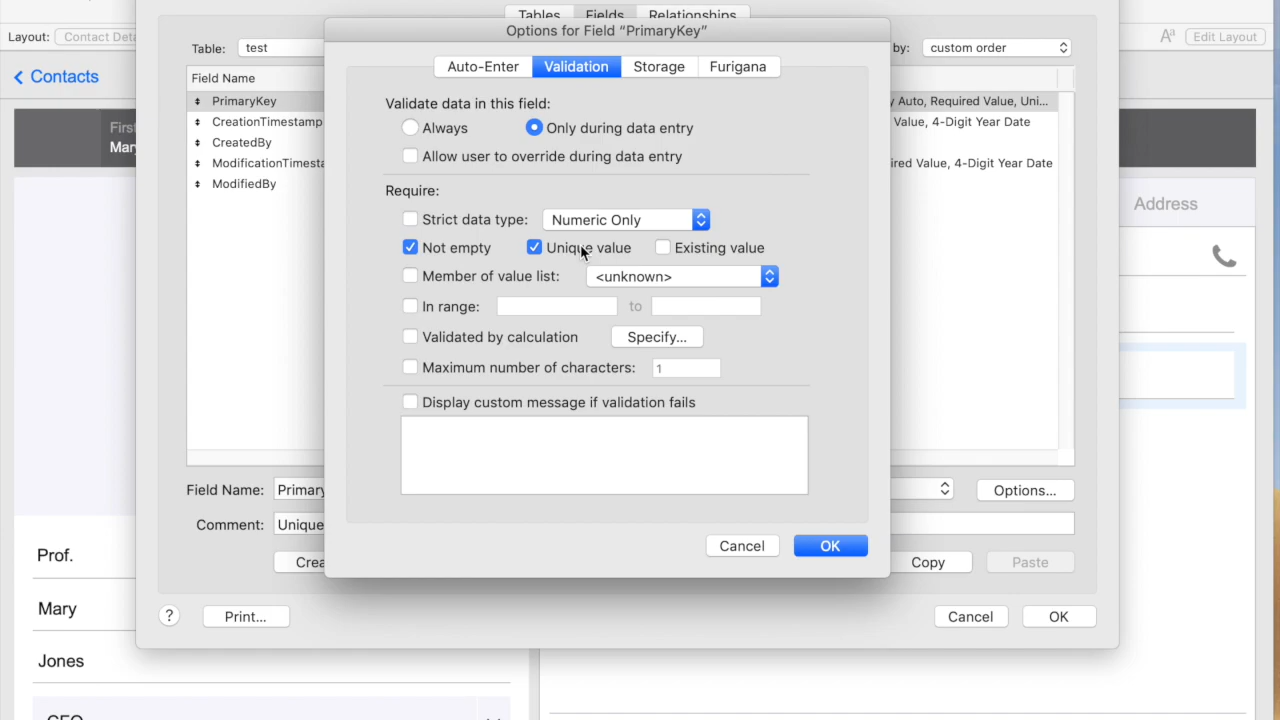 Tables Fields Relationships
Options for Field “PrimaryKey”
Layout: Contact Deta
Edit Layout
Table: test
by: custom order
Contacts
Auto-Enter Validation Storage Furigana
Field Name
PrimaryKey
Auto, Required Value, Uni...
Validate data in this field:
CreationTimestamp
Value, 4-Digit Year Date
Always Only during data entry
First
Mary
CreatedBy
Allow user to override during data entry
ModificationTimesta
ired Value, 4-Digit Year Date
ModifiedBy
Require:
Address
Strict data type: Numeric Only
Not empty Unique value Existing value
Member of value list: <unknown>
In range: to
Validated by calculation Specify...
Maximum number of characters: 1
Display custom message if validation fails
Field Name: Primary
Options...
Comment: Unique
Cancel OK
Prof.
Crea
Copy Paste
Mary
? Print...
Cancel OK
Jones
CEO